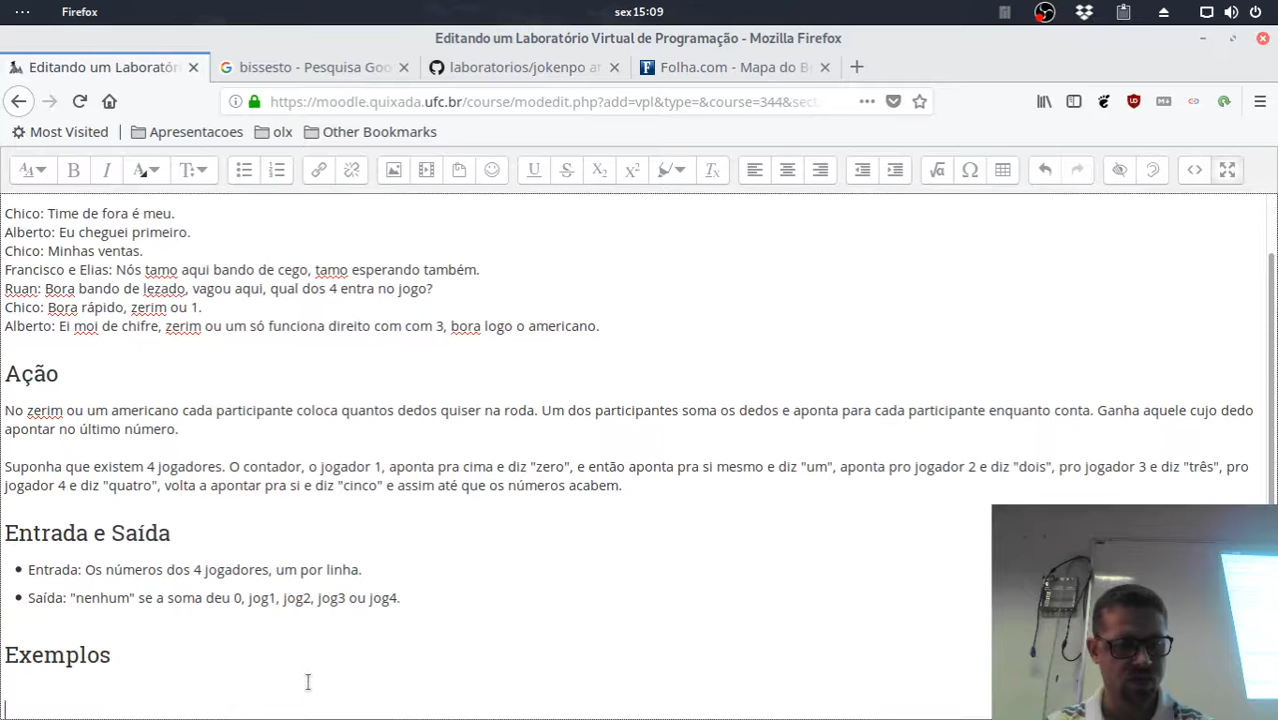 Firefox
sex 15:09
Editando um Laboratório Virtual de Programação - Mozilla Firefox
Editando um Laboratóri
bissesto - Pesquisa Goo
laboratorios/jokenpo at
Folha.com - Mapa do B
https://moodle.quixada.ufc.br/course/modedit.php?add=vpl&type=&course=344&sect
Most Visited
Apresentacoes
olx
Other Bookmarks
Chico: Time de fora é meu.
Alberto: Eu cheguei primeiro.
Chico: Minhas ventas.
Francisco e Elias: Nós tamo aqui bando de cego, tamo esperando também.
Ruan: Bora bando de lezado, vagou aqui, qual dos 4 entra no jogo?
Chico: Bora rápido, zerim ou 1.
Alberto: Ei moi de chifre, zerim ou um só funciona direito com com 3, bora logo o americano.
Ação
No zerim ou um americano cada participante coloca quantos dedos quiser na roda. Um dos participantes soma os dedos e aponta para cada participante enquanto conta. Ganha aquele cujo dedo
apontar no último número.
Suponha que existem 4 jogadores. O contador, o jogador 1, aponta pra cima e diz "zero", e então aponta pra si mesmo e diz "um", aponta pro jogador 2 e diz "dois", pro jogador 3 e diz "três", pro
jogador 4 e diz "quatro", volta a apontar pra si e diz "cinco" e assim até que os números acabem.
Entrada e Saída
Entrada: Os números dos 4 jogadores, um por linha.
Saída: "nenhum" se a soma deu 0, jog1, jog2, jog3 ou jog4.
Exemplos